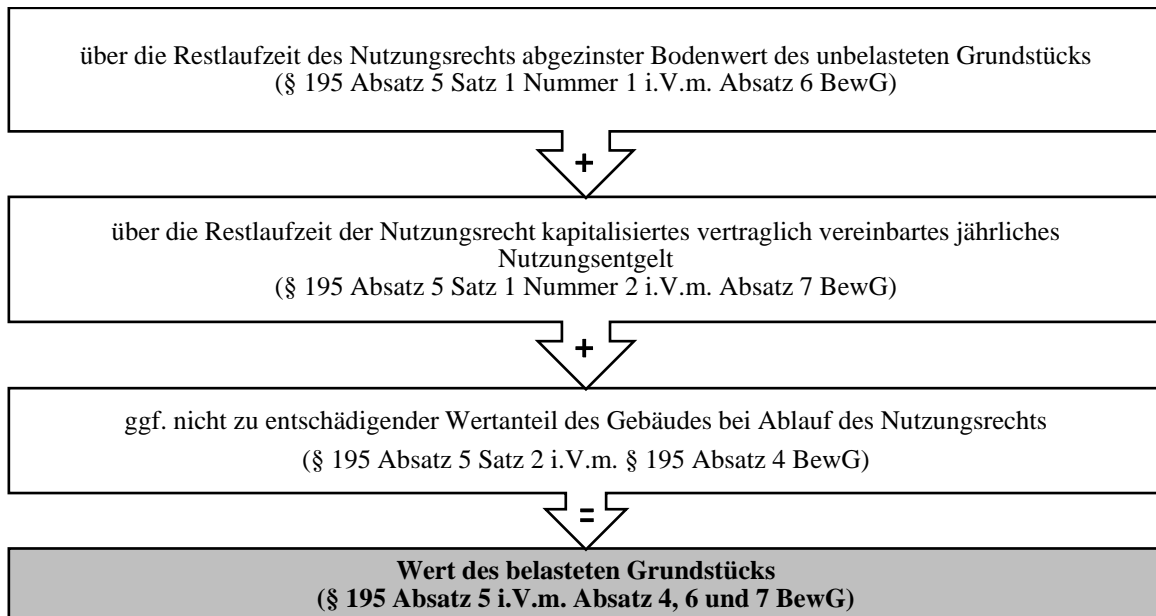 über die Restlaufzeit des Nutzungsrechts abgezinster Bodenwert des unbelasteten Grundstücks
(§ 195 Absatz 5 Satz 1 Nummer 1 i.V.m. Absatz 6 BewG)
+
über die Restlaufzeit der Nutzungsrecht kapitalisiertes vertraglich vereinbartes jährliches
Nutzungsentgelt
(§ 195 Absatz 5 Satz 1 Nummer 2 i.V.m. Absatz 7 BewG)
+
ggf. nicht zu entschädigender Wertanteil des Gebäudes bei Ablauf des Nutzungsrechts
(§ 195 Absatz 5 Satz 2 i.V.m. § 195 Absatz 4 BewG)
=
Wert des belasteten Grundstücks
(§ 195 Absatz 5 i.V.m. Absatz 4, 6 und 7 BewG)